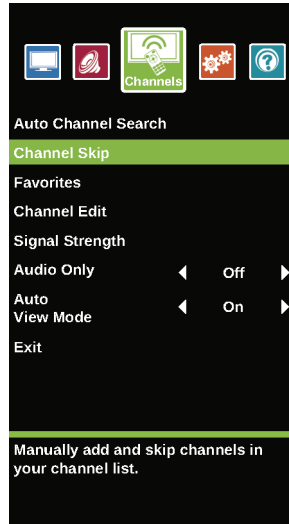 Channels
Auto Channel Search
Channel Skip
Favorites
Channel Edit
Signal Strength
Audio Only Off
Auto
View Mode On
Exit
Manually add and skip channels in
your channel list.